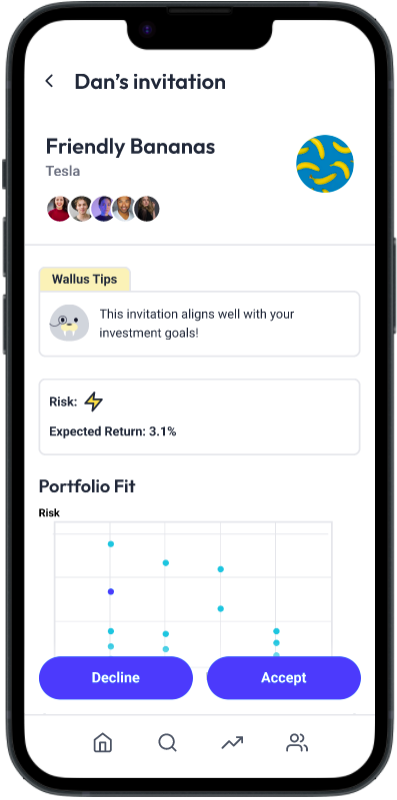 Dan's invitation
Friendly Bananas
Tesla
Wallus Tips
This invitation aligns well with your
investment goals!
Risk:
Expected Return: 3.1%
Portfolio Fit
Risk
Decline
Accept